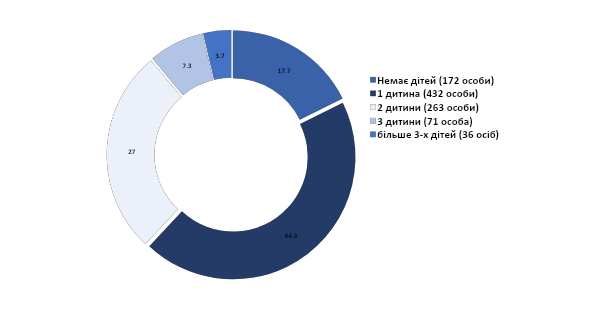 3.7
7.3
17.7
27
44.3
Немає дітей (172 особи)
1 дитина (432 особи)
2 дитини (263 особи)
3 дитини (71 особа)
більше 3-х дітей (36 осіб)